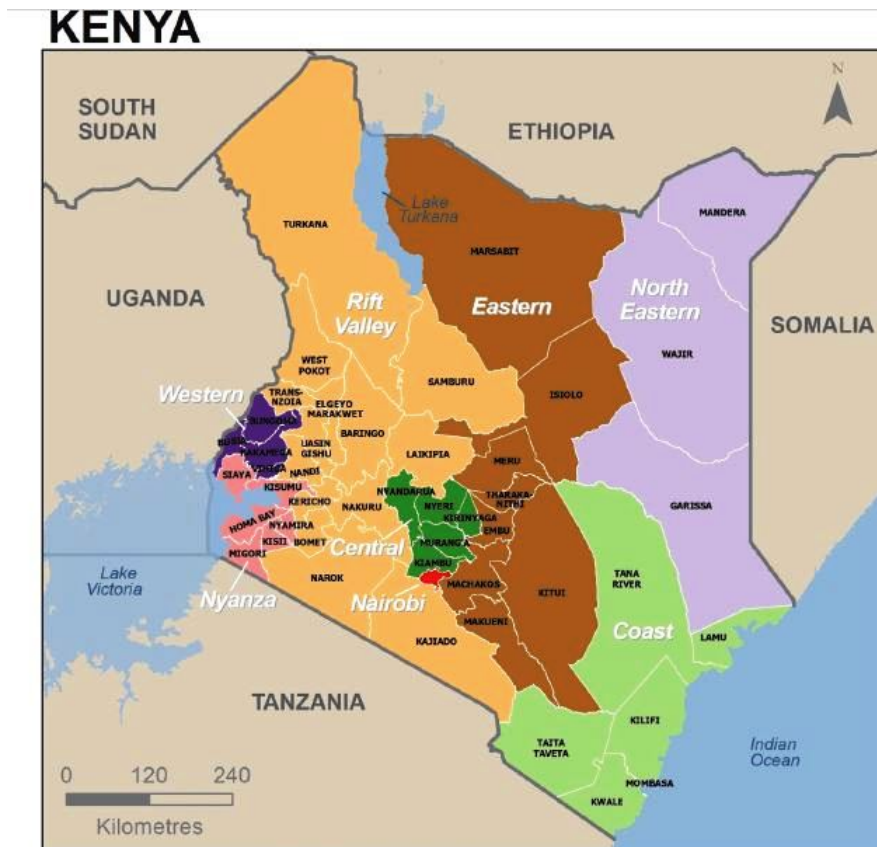 KENYA
N
SOUTH
SUDAN
ETHIOPIA
Lake
Turkana
MANDERA
TURKANA
MARSABIT
UGANDA
Rift
Valley
Eastern
North
Eastern
SOMALIA
WAJIR
WEST
POKOT
SAMBURU
ISIOLO
Western
TRANS-
NZOIA
ELGEYO
MARAKWET
BUNGOMA
BARINGO
BUSIA
KAKAMEGA
UASIN
GISHU
LAIKIPIA
MERU
VIHIGA
NANDI
SIAYA
KISUMU
NYANDARUA
THARAKA-
NITHI
KERICHO
NAKURU
NYERI
KIRINYAGA
GARISSA
HOMA BAY
NYAMIRA
EMBU
KISII
BOMET
Central
MURANG'A
MIGORI
KIAMBU
TANA
RIVER
Lake
Victoria
NAROK
MACHAKOS
KITUI
Nyanza
Nairobi
MAKUENI
Coast
LAMU
KAJIADO
TANZANIA
KILIFI
TAITA
TAVETA
Indian
Ocean
0 120 240
MOMBASA
KWALE
Kilometres